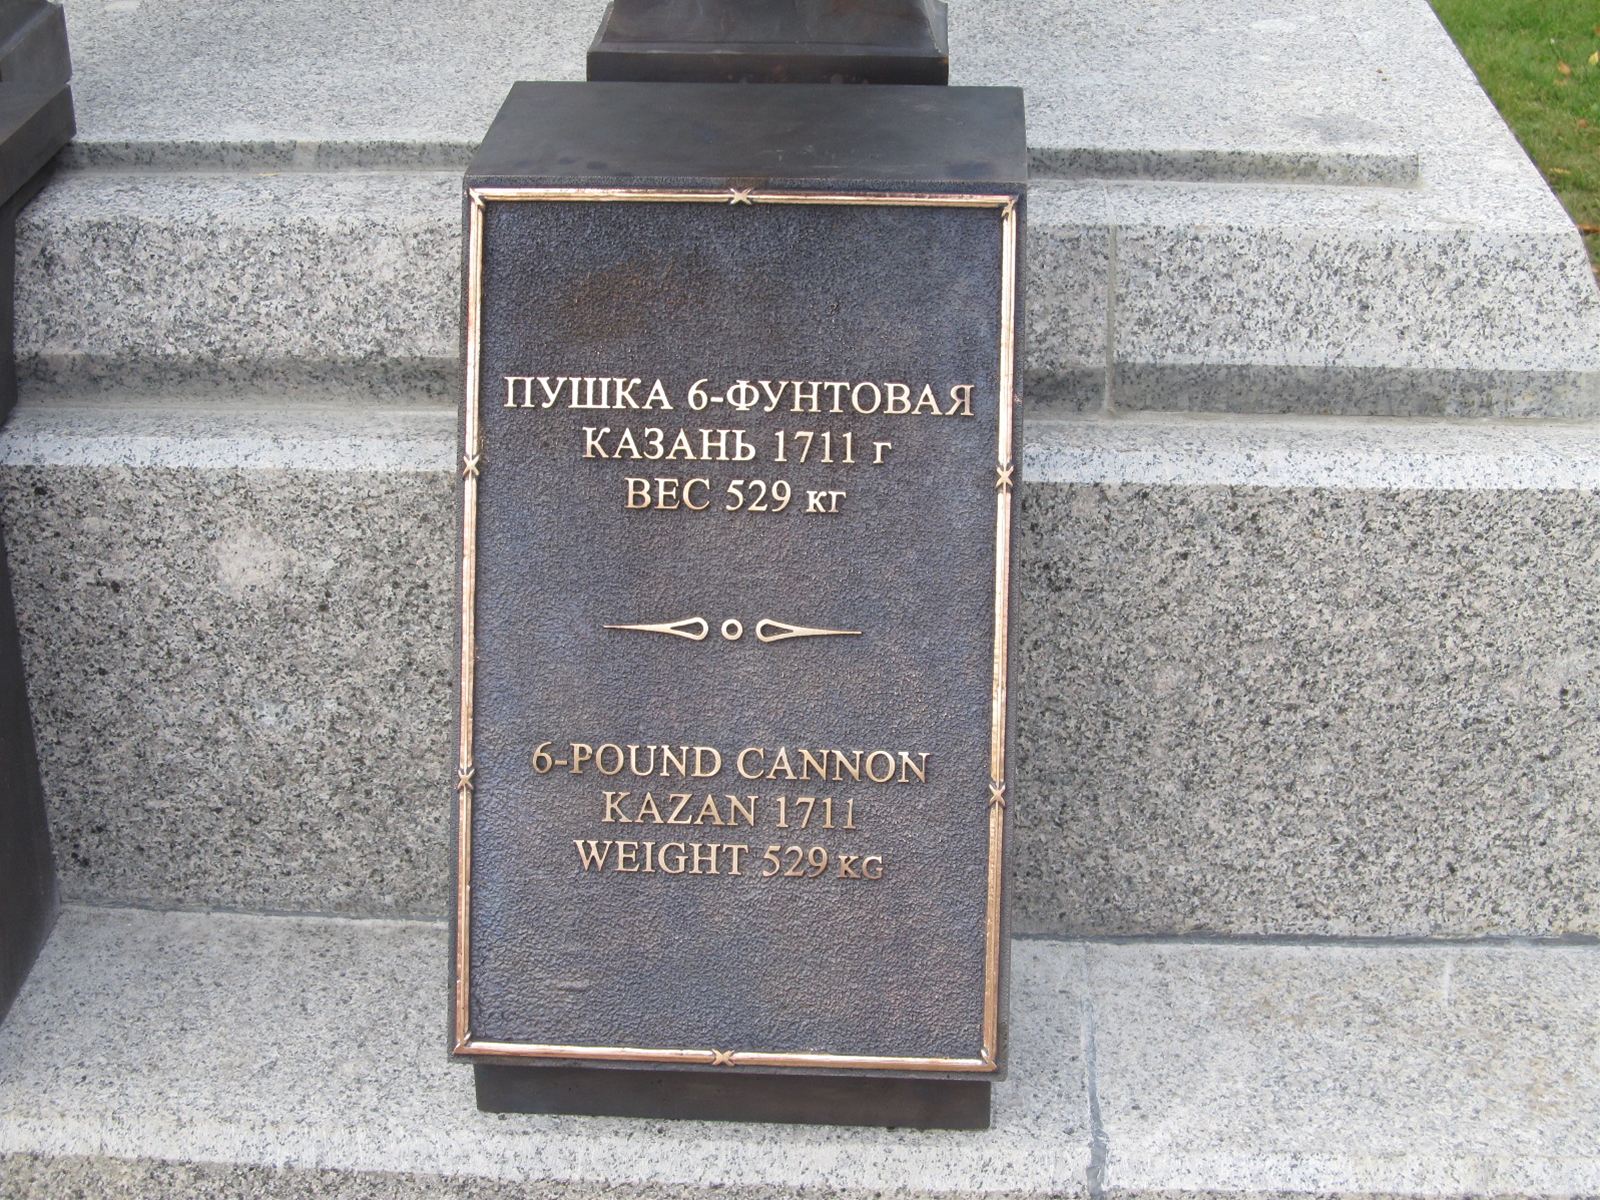 ПУШКА 6-ФУНТОВАЯ
КАЗАНЬ 1711 г
ВЕС 529 кг
6-POUND CANNON
KAZAN 1711
WEIGHT 529 KG